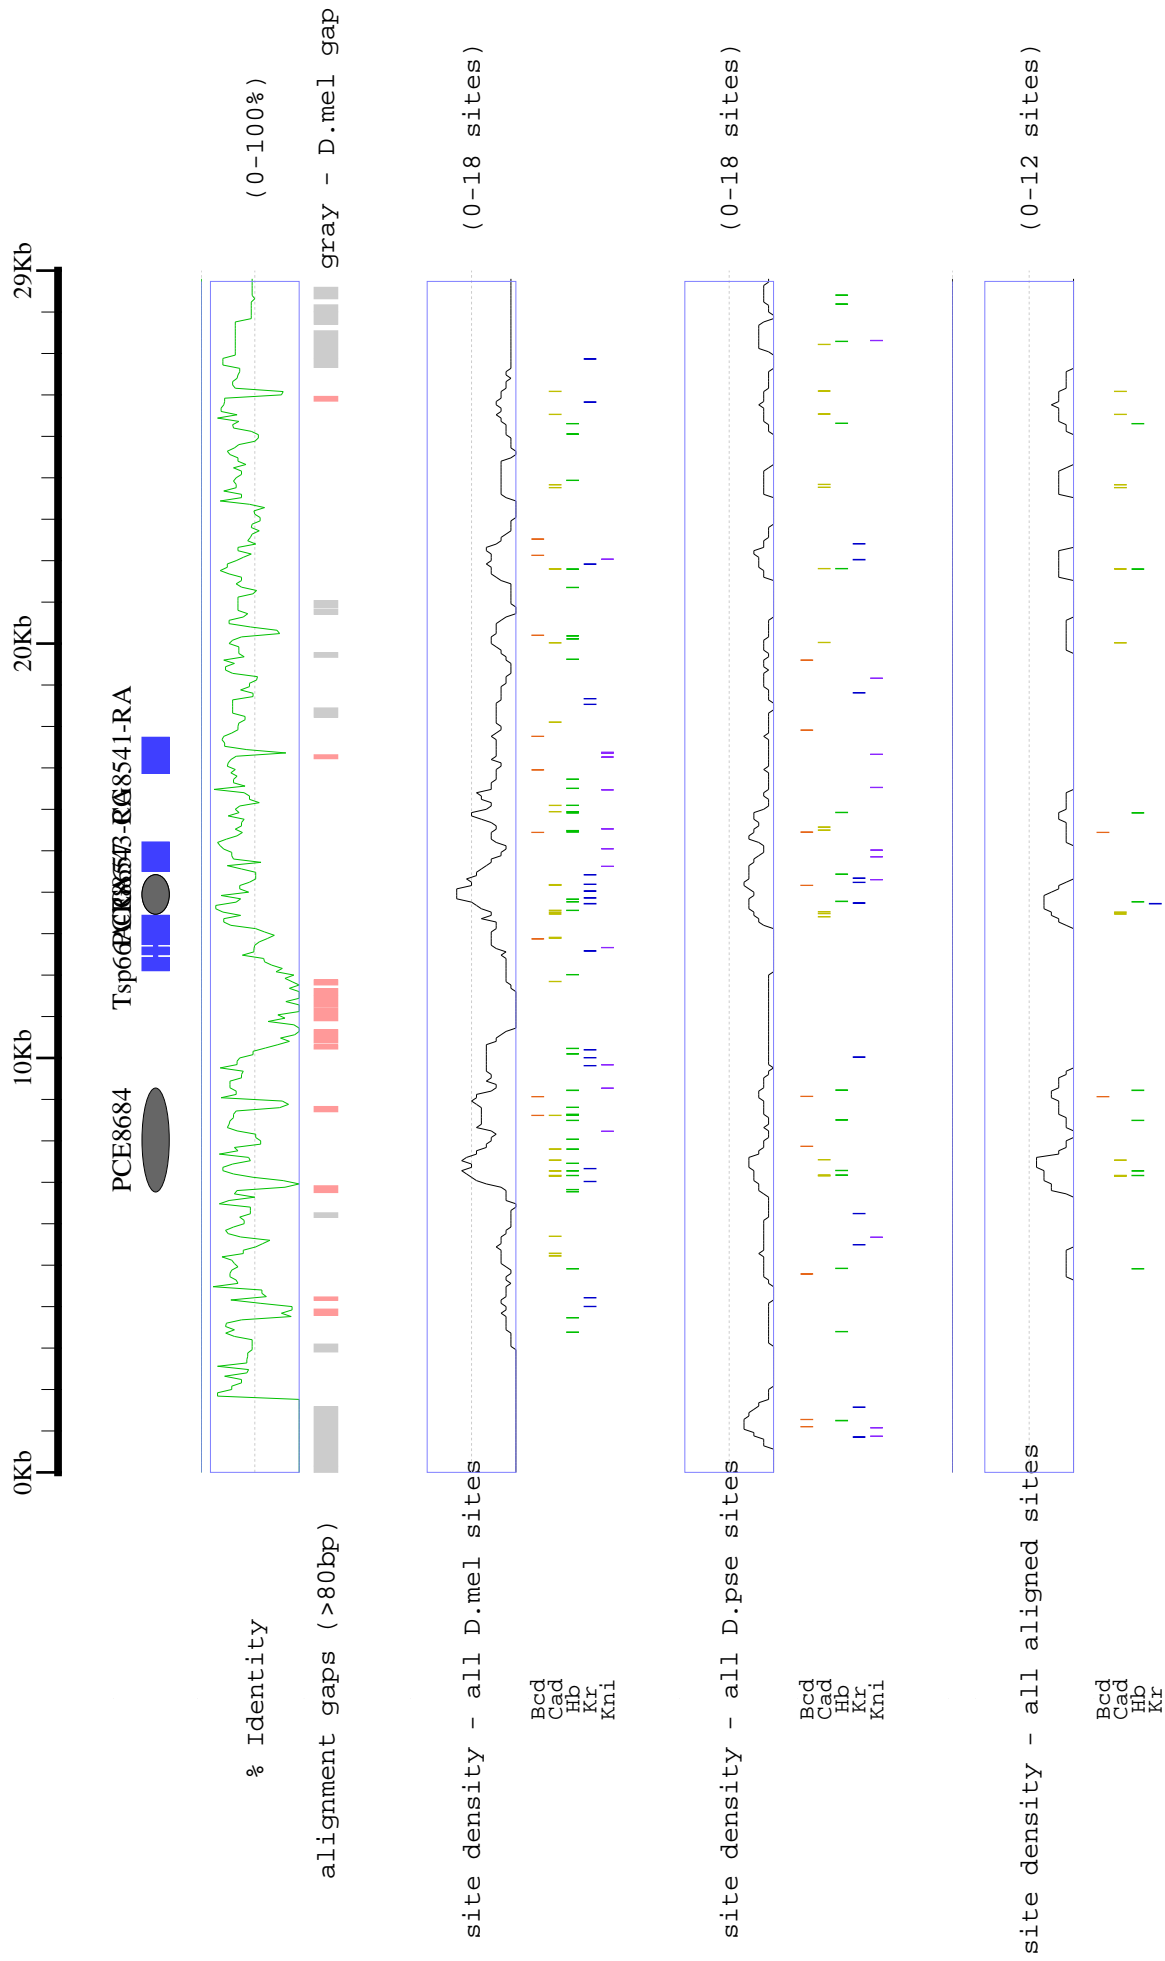 0Kb 10Kb 20Kb 29Kb
PCE8684 CG8541-RA
% Identity (0-100%)
alignment gaps (>80bp) gray - D.mel gap
site density - all D.mel sites (0-18 sites)
Bcd
Cad
Hb
Kr
Kni
site density - all D.pse sites (0-18 sites)
Bcd
Cad
Hb
Kr
Kni
site density - all aligned sites (0-12 sites)
Bcd
Cad
Hb
Kr